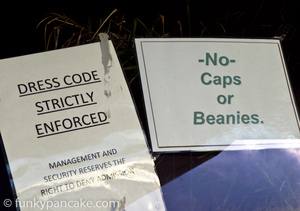 DRESS CODE
STRICTLY
ENFORCED
MANAGEMENT AND
SECURITY RESERVES THE
RIGHT TO DENY ADMISSION
-No-
Caps
or
Beanies.
©funkypancake.com